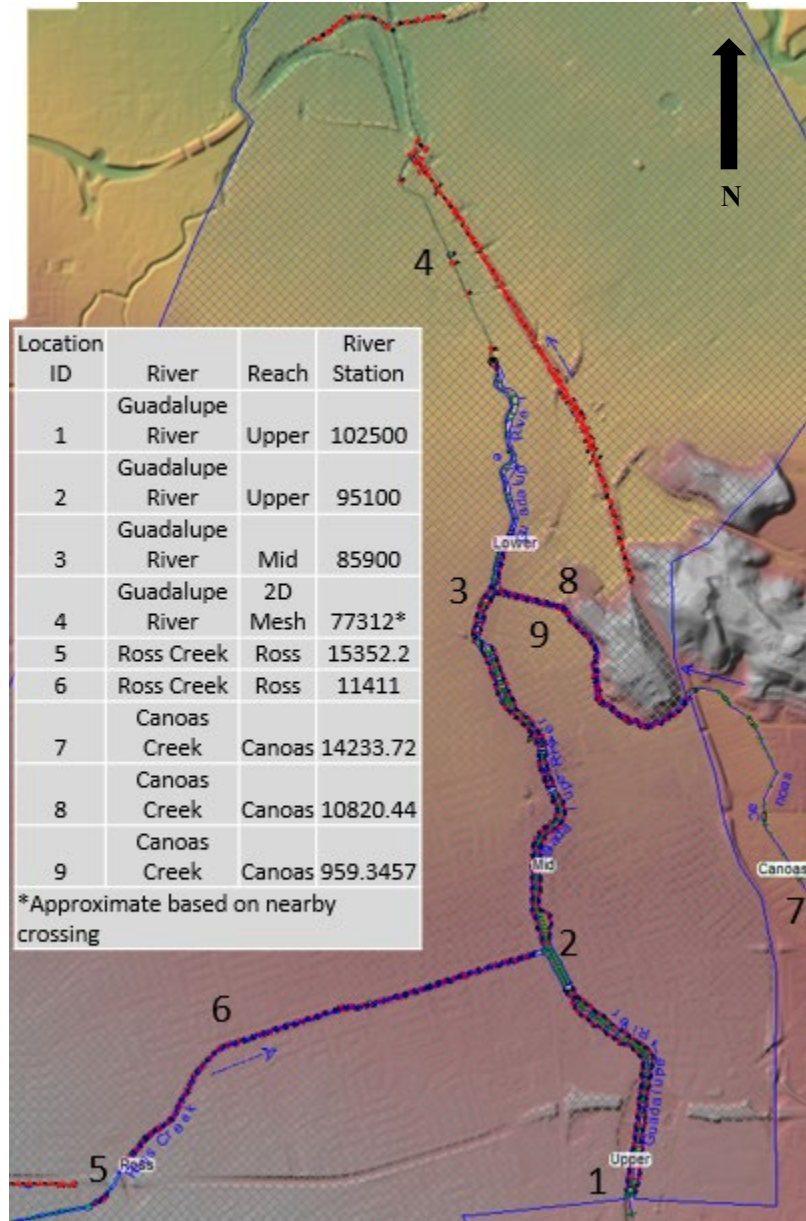 N
4
Location
ID
River
Reach
River
Station
1
Guadalupe
River
Upper
102500
2
Guadalupe
River
Upper
95100
3
Guadalupe
River
Mid
85900
4
Guadalupe
River
2D
Mesh
77312*
5
Ross Creek
Ross
15352.2
6
Ross Creek
Ross
11411
7
Canoas
Creek
Canoas
14233.72
8
Canoas
Creek
Canoas
10820.44
9
Canoas
Creek
Canoas
959.3457
*Approximate based on nearby
crossing
Lower
3
8
9
Mid
Canoas
7
2
6
Ross Creek
5
Ross
Guadalupe
River
Upper
1